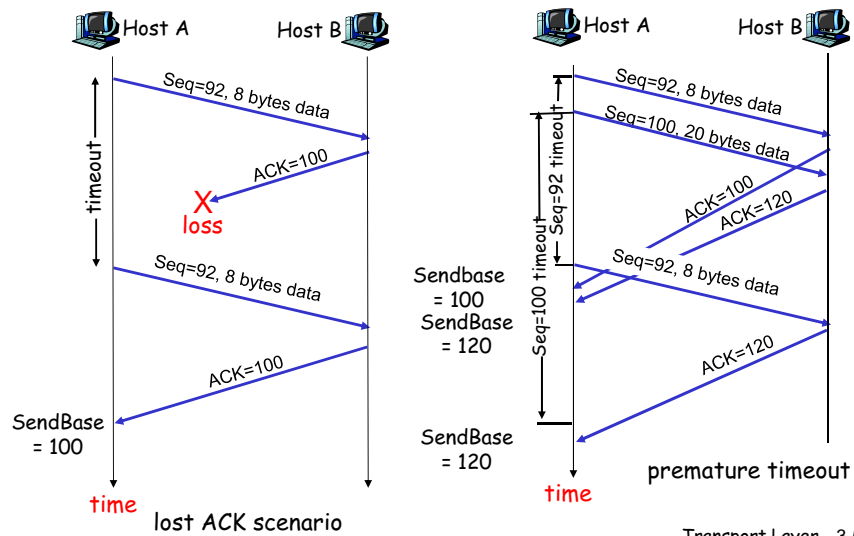 Host A
Host B
Seq=92, 8 bytes data
ACK=100
timeout
X
loss
Seq=92, 8 bytes data
ACK=100
SendBase
= 100
time
lost ACK scenario
Host A
Host B
Seq=92, 8 bytes data
Seq=100, 20 bytes data
Seq=92 timeout
ACK=100
ACK=120
Seq=100 timeout
Seq=92, 8 bytes data
Sendbase
= 100
SendBase
= 120
ACK=120
SendBase
= 120
time
premature timeout
Transport Layer